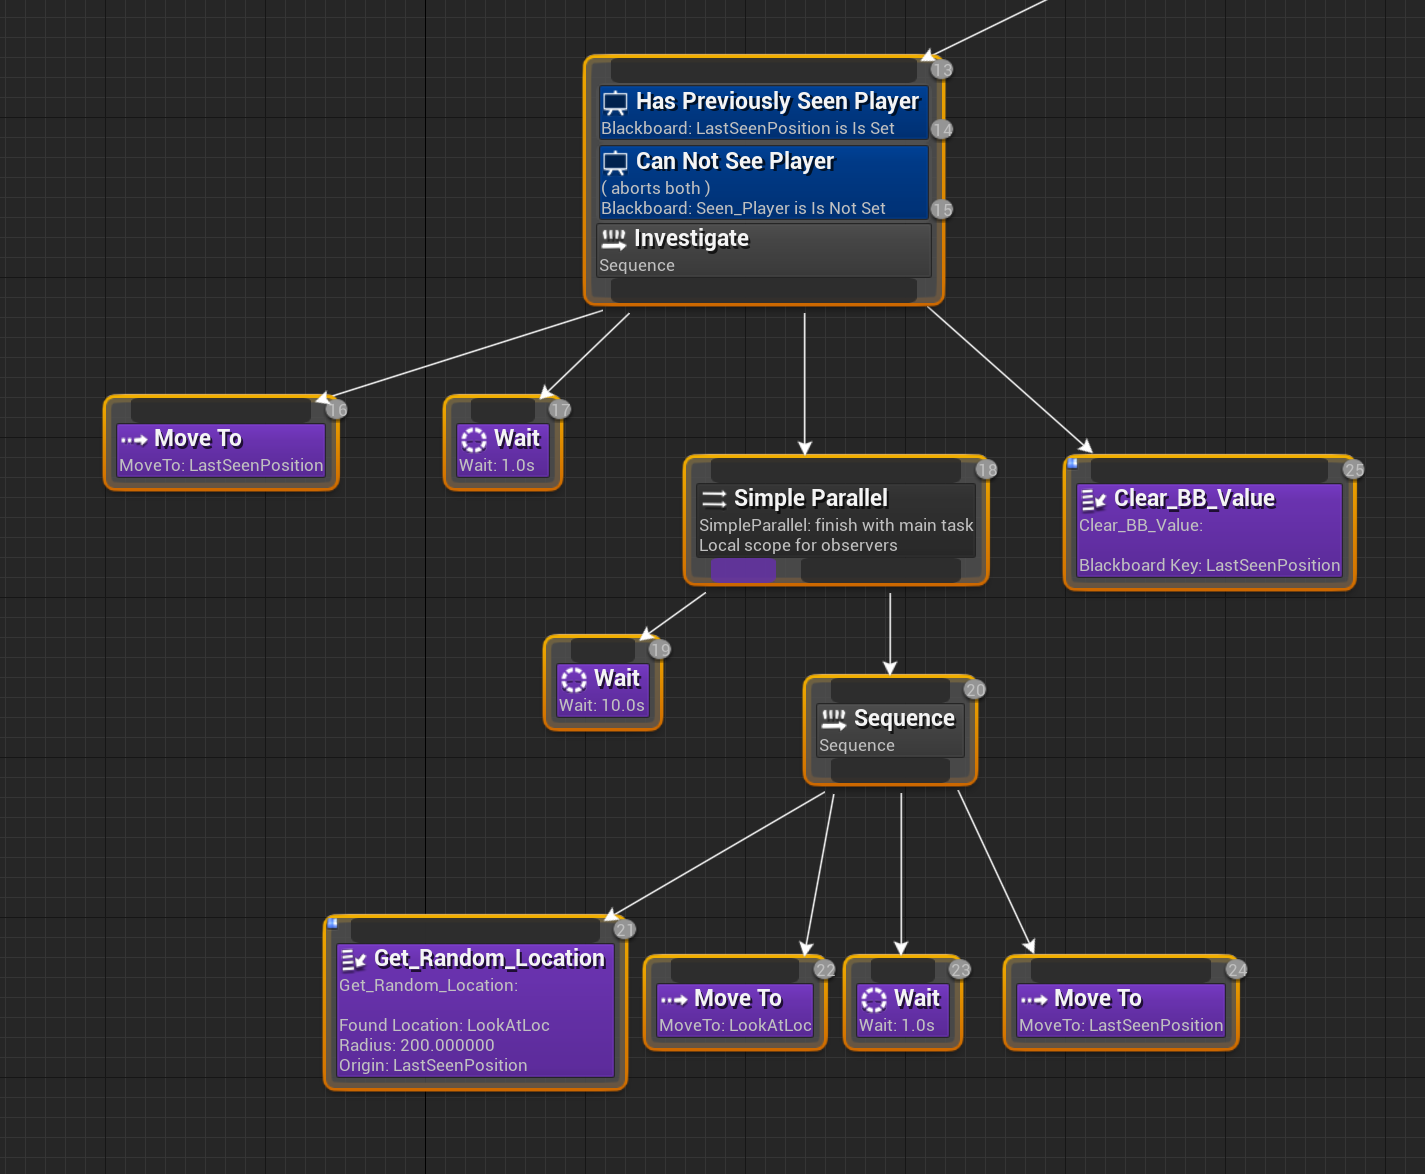 13
Has Previously Seen Player
Blackboard: LastSeenPosition is Is Set
14
Can Not See Player
( aborts both )
Blackboard: Seen_Player is Is Not Set
15
Investigate
Sequence
16
Move To
MoveTo: LastSeenPosition
17
Wait
Wait: 1.0s
18
Simple Parallel
SimpleParallel: finish with main task
Local scope for observers
25
Clear_BB_Value
Clear_BB_Value:
Blackboard Key: LastSeenPosition
19
Wait
Wait: 10.0s
20
Sequence
Sequence
21
Get_Random_Location
Get_Random_Location:
Found Location: LookAtLoc
Radius: 200.000000
Origin: LastSeenPosition
22
Move To
MoveTo: LookAtLoc
23
Wait
Wait: 1.0s
24
Move To
MoveTo: LastSeenPosition